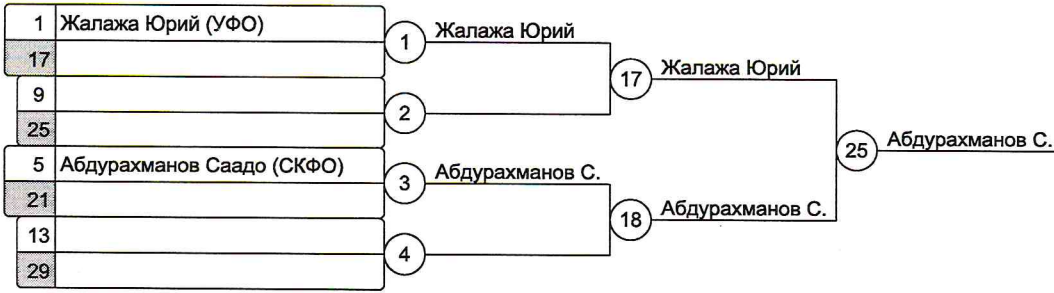 1 Жалажа Юрий (УФО)
17
9
25
5 Абдурахманов Саадо (СКФО)
21
13
29
1 Жалажа Юрий
2
3 Абдурахманов С.
4
17 Жалажа Юрий
18 Абдурахманов С.
25 Абдурахманов С.